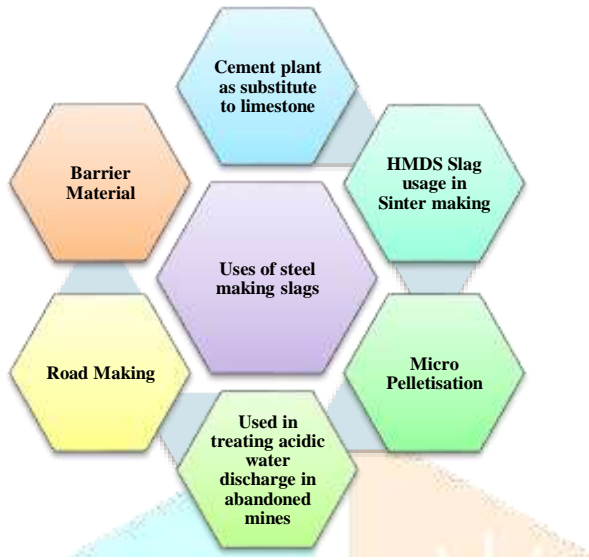 Cement plant
as substitute
to limestone
HMDS Slag
usage in
Sinter making
Barrier
Material
Uses of steel
making slags
Micro
Pelletisation
Road Making
Used in
treating acidic
water
discharge in
abandoned
mines